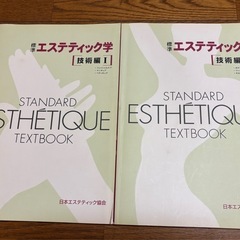 標準 エステティック学
[技術編 I]
STANDARD
ESTHÉTIQUE
TEXTBOOK
日本エステティック協会
標準 エステティック学
[技術編
STANDARD
ESTHÉTIQUE
TEXTBOOK
日本エステティック協